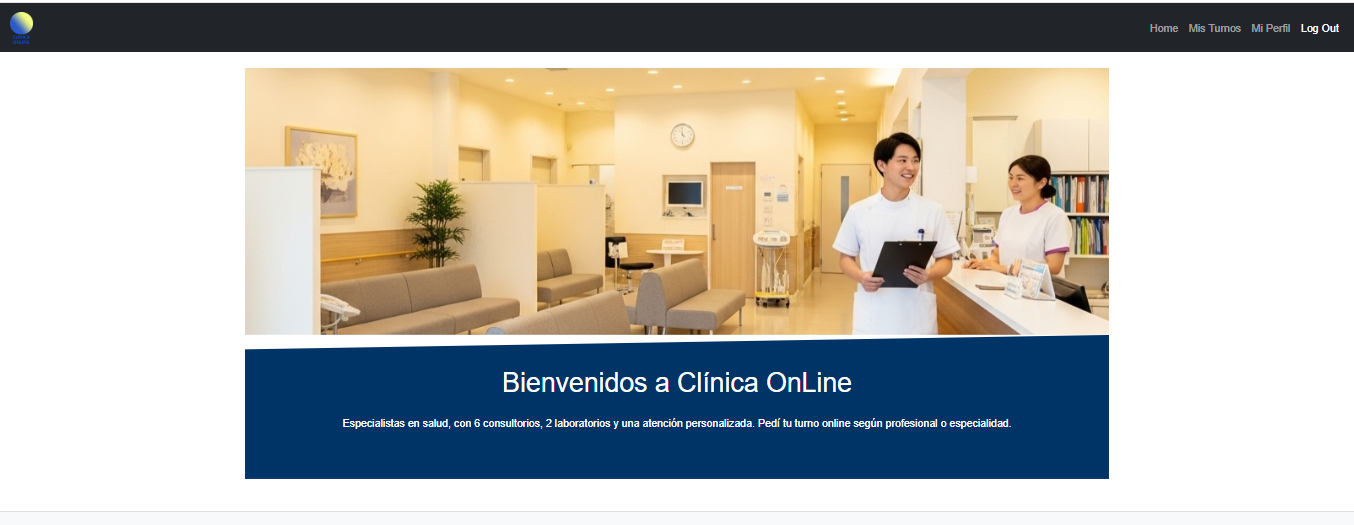 Home Mis Turnos Mi Perfil Log Out
Bienvenidos a Clínica OnLine
Especialistas en salud, con 6 consultorios, 2 laboratorios y una atención personalizada. Pedí tu turno online según profesional o especialidad.